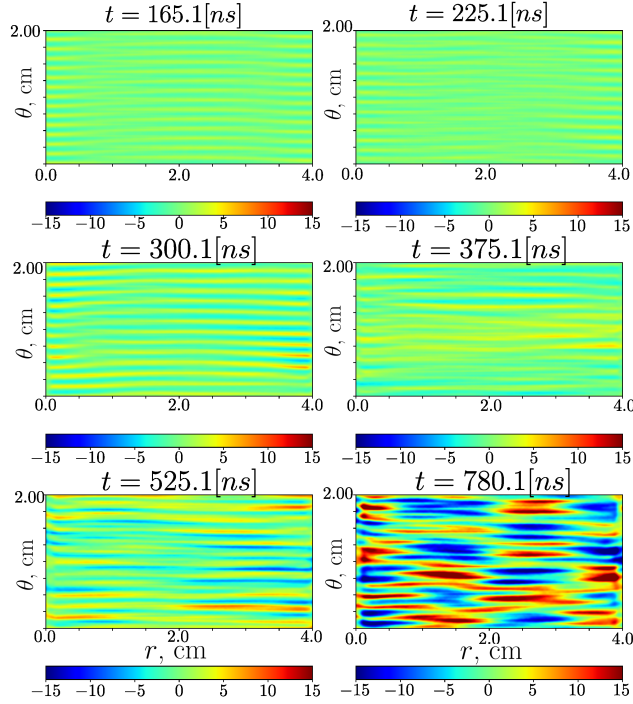 t = 165.1[ns]
t = 225.1[ns]
2.00
2.00
θ, cm
θ, cm
0.0 2.0 4.0
0.0 2.0 4.0
−15 −10 −5 0 5 10 15
−15 −10 −5 0 5 10 15
t = 300.1[ns]
t = 375.1[ns]
2.00
2.00
θ, cm
θ, cm
0.0 2.0 4.0
0.0 2.0 4.0
−15 −10 −5 0 5 10 15
−15 −10 −5 0 5 10 15
t = 525.1[ns]
t = 780.1[ns]
2.00
2.00
θ, cm
θ, cm
0.0 2.0 4.0
0.0 2.0 4.0
r, cm
r, cm
−15 −10 −5 0 5 10 15
−15 −10 −5 0 5 10 15